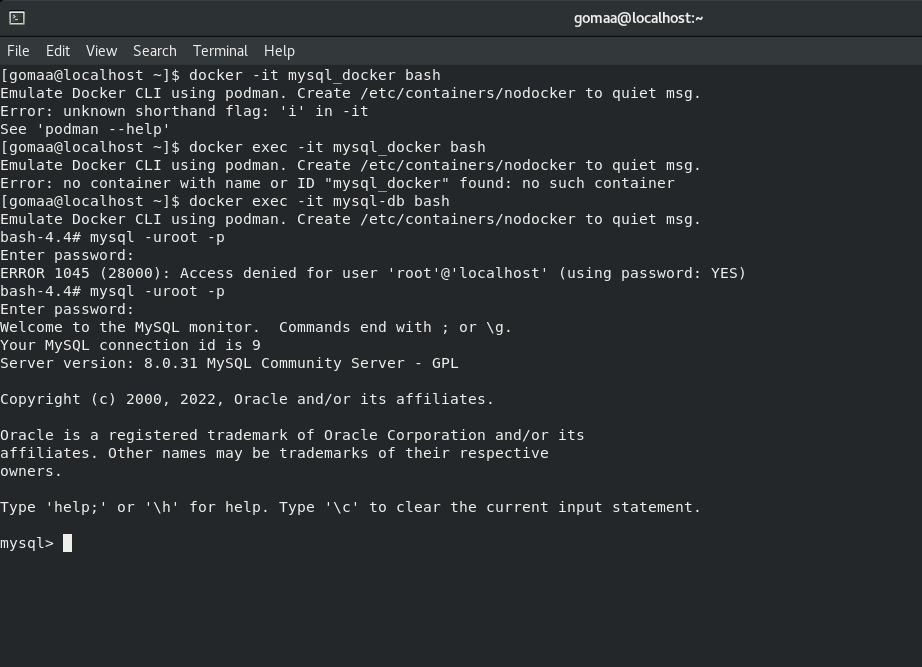 gomaa@localhost:~
File Edit View Search Terminal Help
[gomaa@localhost ~]$ docker -it mysql_docker bash
Emulate Docker CLI using podman. Create /etc/containers/nodocker to quiet msg.
Error: unknown shorthand flag: 'i' in -it
See 'podman --help'
[gomaa@localhost ~]$ docker exec -it mysql_docker bash
Emulate Docker CLI using podman. Create /etc/containers/nodocker to quiet msg.
Error: no container with name or ID "mysql_docker" found: no such container
[gomaa@localhost ~]$ docker exec -it mysql-db bash
Emulate Docker CLI using podman. Create /etc/containers/nodocker to quiet msg.
bash-4.4# mysql -uroot -p
Enter password:
ERROR 1045 (28000): Access denied for user 'root'@'localhost' (using password: YES)
bash-4.4# mysql -uroot -p
Enter password:
Welcome to the MySQL monitor.  Commands end with ; or \g.
Your MySQL connection id is 9
Server version: 8.0.31 MySQL Community Server - GPL
Copyright (c) 2000, 2022, Oracle and/or its affiliates.
Oracle is a registered trademark of Oracle Corporation and/or its
affiliates. Other names may be trademarks of their respective
owners.
Type 'help;' or '\h' for help. Type '\c' to clear the current input statement.
mysql>